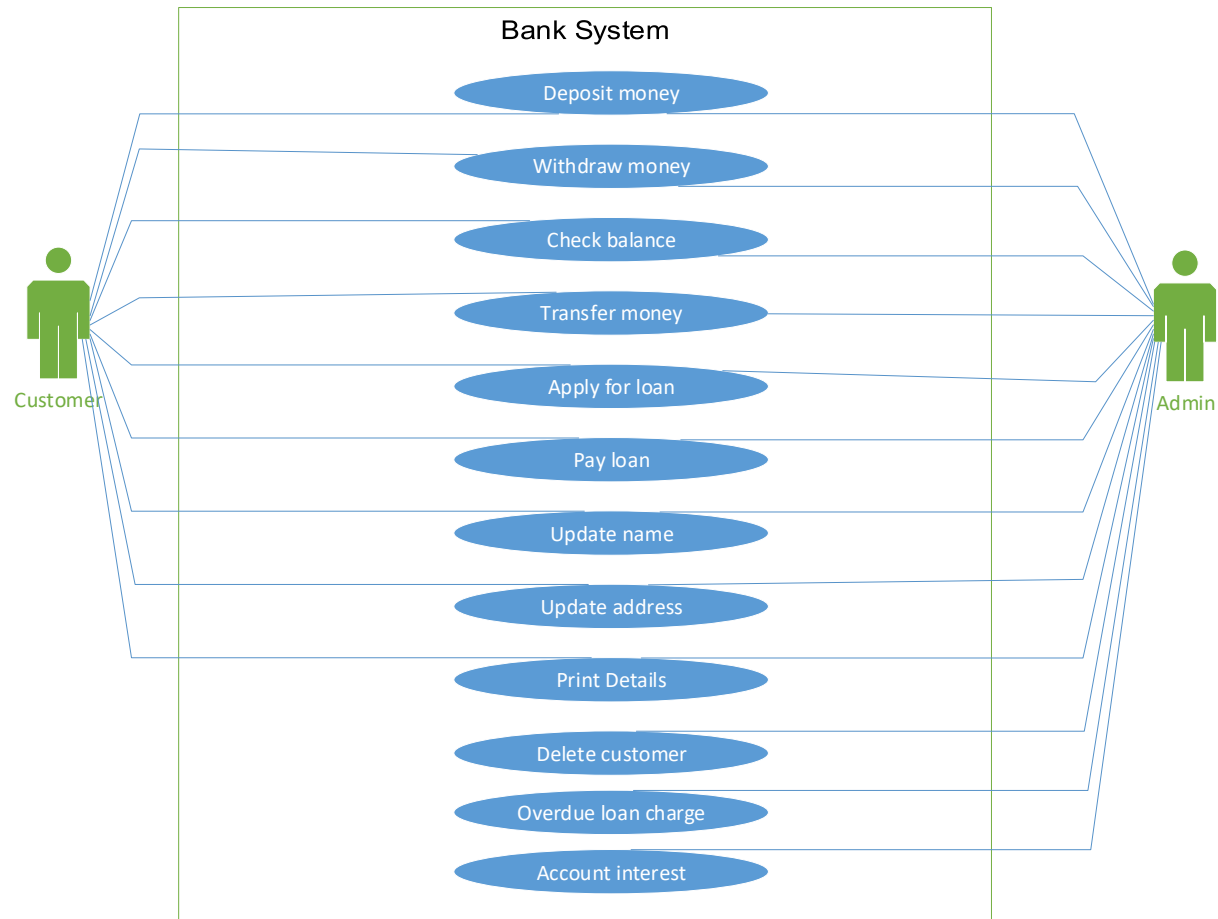 Bank System
Deposit money
Withdraw money
Check balance
Transfer money
Apply for loan
Customer
Admin
Pay loan
Update name
Update address
Print Details
Delete customer
Overdue loan charge
Account interest